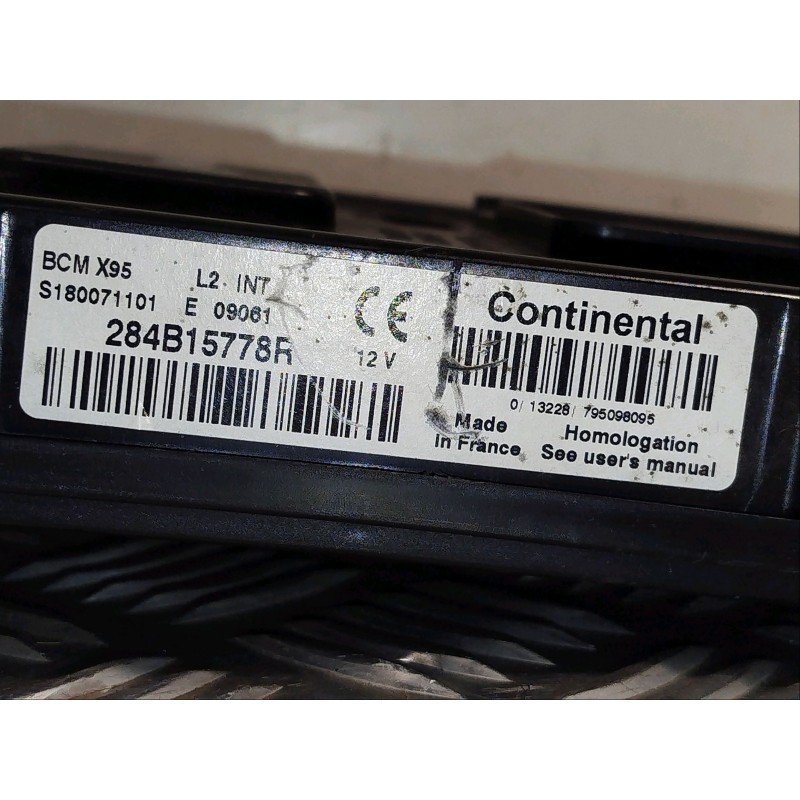 BCM X95 L2 INT
S180071101 E 09061
284B15778R
12 V
Continental
0/ 13228/ 795098095
Made
in France
Homologation
See user's manual